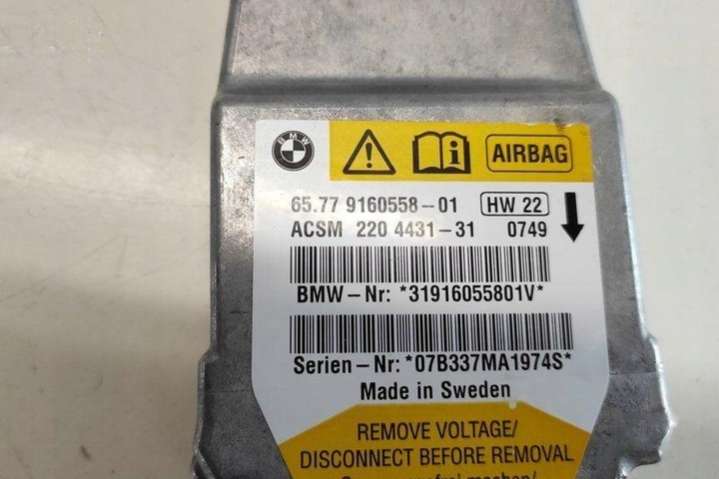 BMW
AIRBAG
65.77 9160558-01 HW 22
ACSM 220 4431-31 0749
BMW-Nr: *31916055801V*
Serien-Nr: *07B337MA1974S*
Made in Sweden
REMOVE VOLTAGE/
DISCONNECT BEFORE REMOVAL